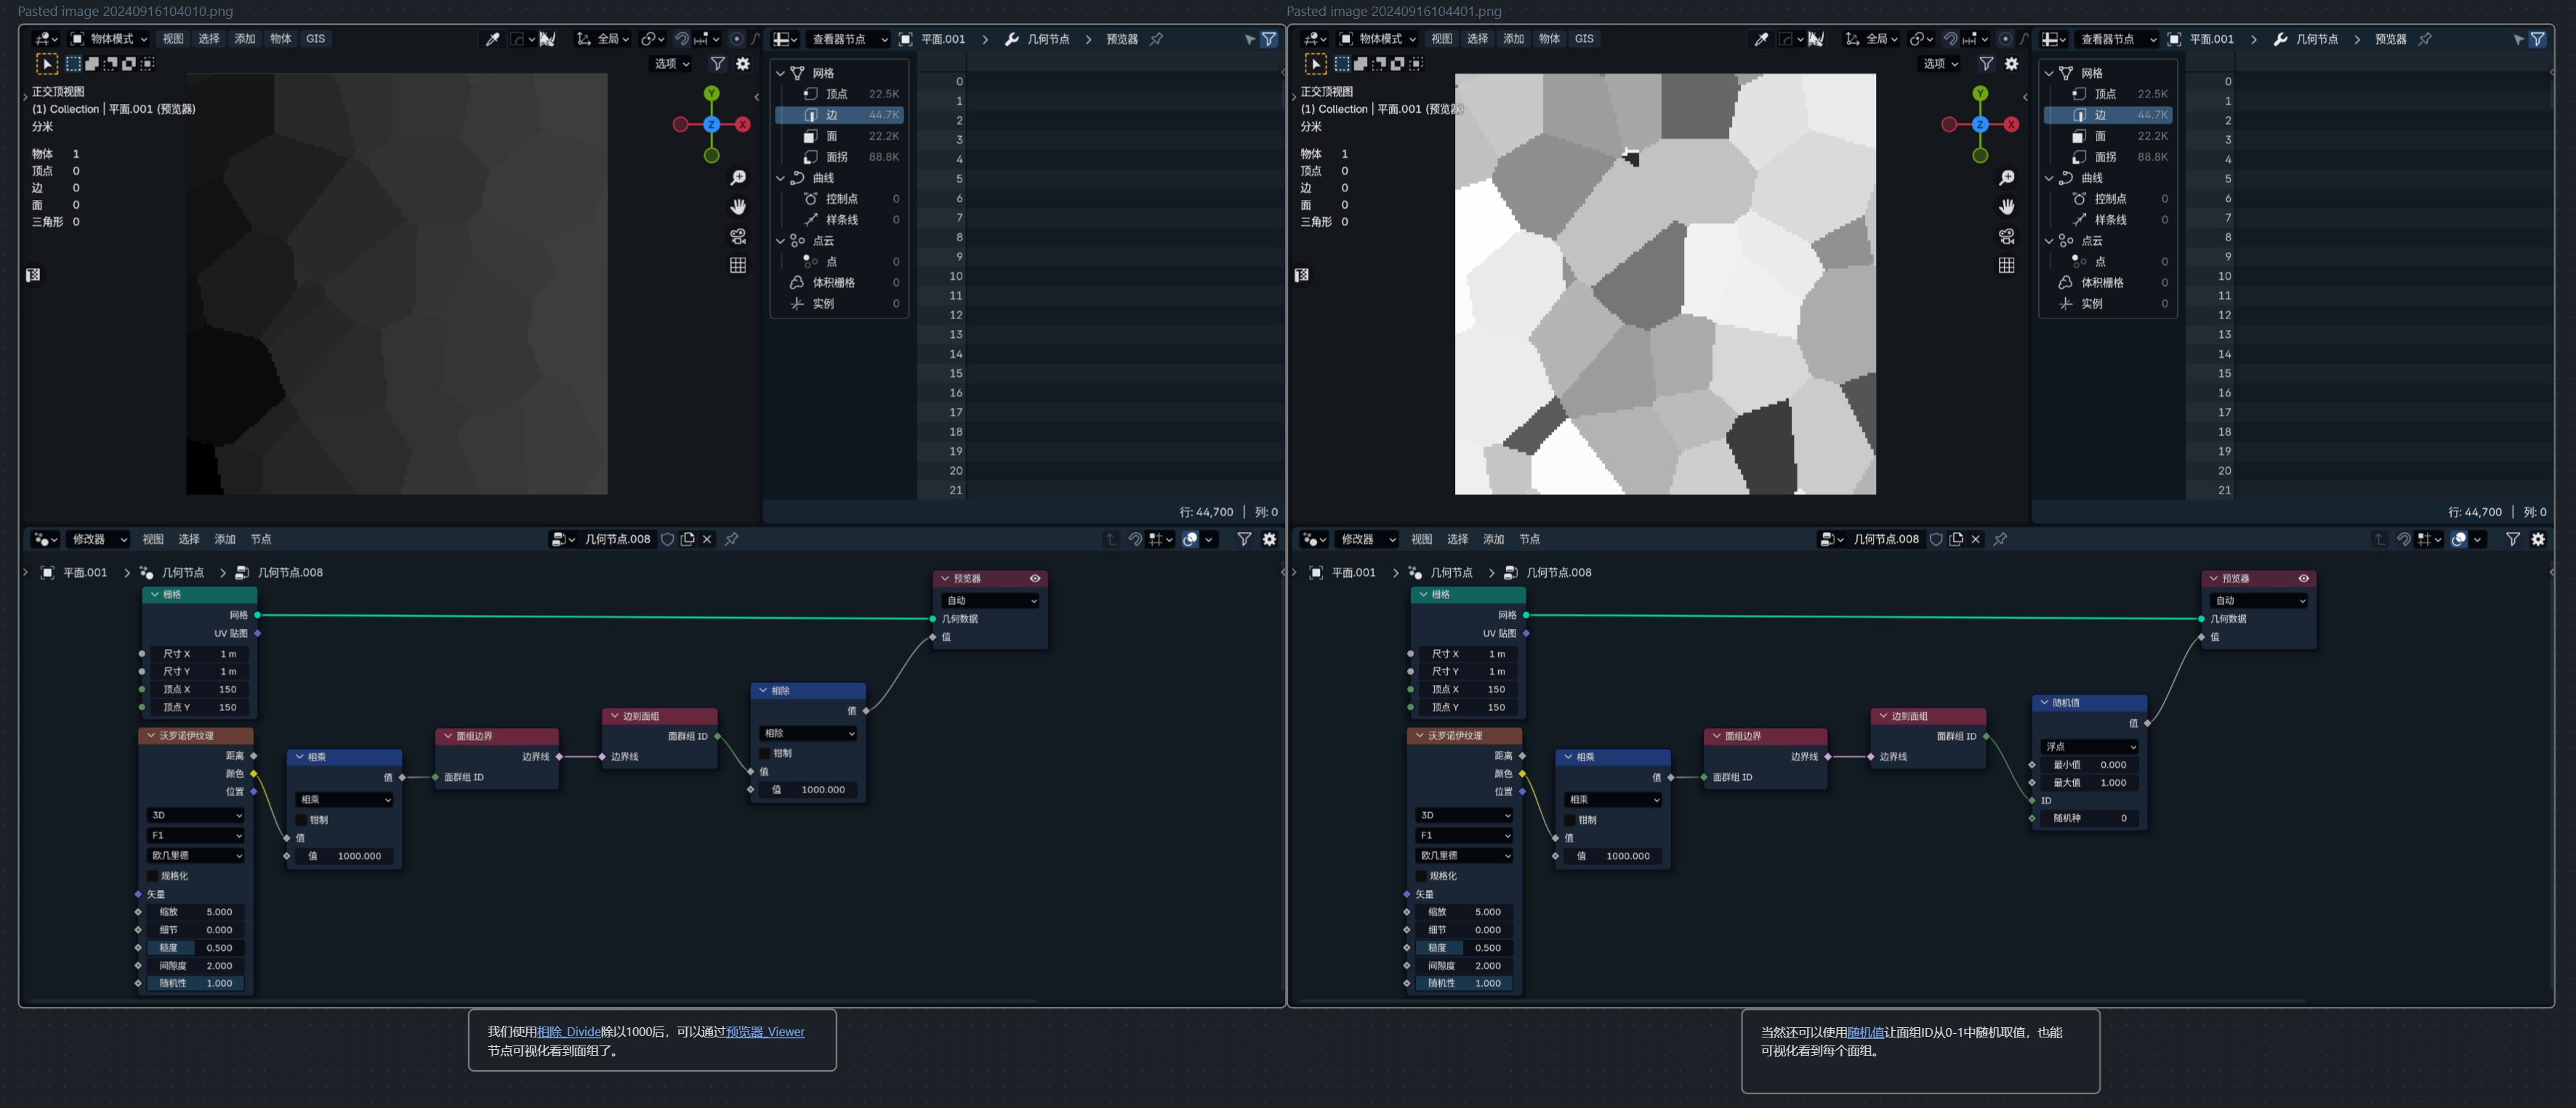 Pasted image 20240916104010.png
物体模式 视图 选择 添加 物体 GIS 全局
选项
正交顶视图
(1) Collection | 平面.001 (预览器)
分米
物体 1
顶点 0
边 0
面 0
三角形 0
Y
X
Z
查看器节点 平面.001 几何节点 预览器
网格
顶点 22.5K
边 44.7K
面 22.2K
面拐 88.8K
曲线
控制点 0
样条线 0
点云
点 0
体积栅格 0
实例 0
0
1
2
3
4
5
6
7
8
9
10
11
12
13
14
15
16
17
18
19
20
21
行: 44,700 | 列: 0
修改器 视图 选择 添加 节点 几何节点.008
平面.001 几何节点 几何节点.008
栅格
网格
UV 贴图
尺寸 X 1 m
尺寸 Y 1 m
顶点 X 150
顶点 Y 150
沃罗诺伊纹理
距离
颜色
位置
3D
F1
欧几里德
规格化
矢量
缩放 5.000
细节 0.000
糙度 0.500
间隙度 2.000
随机性 1.000
相乘
值
相乘
钳制
值
值 1000.000
面组边界
边界线
面群组 ID
边到面组
面群组 ID
边界线
相除
值
相除
钳制
值
值 1000.000
预览器
自动
几何数据
值
我们使用相除_Divide除以1000后，可以通过预览器_Viewer
节点可视化看到面组了。
Pasted image 20240916104401.png
物体模式 视图 选择 添加 物体 GIS 全局
选项
正交顶视图
(1) Collection | 平面.001 (预览器)
分米
物体 1
顶点 0
边 0
面 0
三角形 0
Y
X
Z
查看器节点 平面.001 几何节点 预览器
网格
顶点 22.5K
边 44.7K
面 22.2K
面拐 88.8K
曲线
控制点 0
样条线 0
点云
点 0
体积栅格 0
实例 0
0
1
2
3
4
5
6
7
8
9
10
11
12
13
14
15
16
17
18
19
20
21
行: 44,700 | 列: 0
修改器 视图 选择 添加 节点 几何节点.008
平面.001 几何节点 几何节点.008
栅格
网格
UV 贴图
尺寸 X 1 m
尺寸 Y 1 m
顶点 X 150
顶点 Y 150
沃罗诺伊纹理
距离
颜色
位置
3D
F1
欧几里德
规格化
矢量
缩放 5.000
细节 0.000
糙度 0.500
间隙度 2.000
随机性 1.000
相乘
值
相乘
钳制
值
值 1000.000
面组边界
边界线
面群组 ID
边到面组
面群组 ID
边界线
随机值
值
浮点
最小值 0.000
最大值 1.000
ID
随机种 0
预览器
自动
几何数据
值
当然还可以使用随机值让面组ID从0-1中随机取值，也能
可视化看到每个面组。